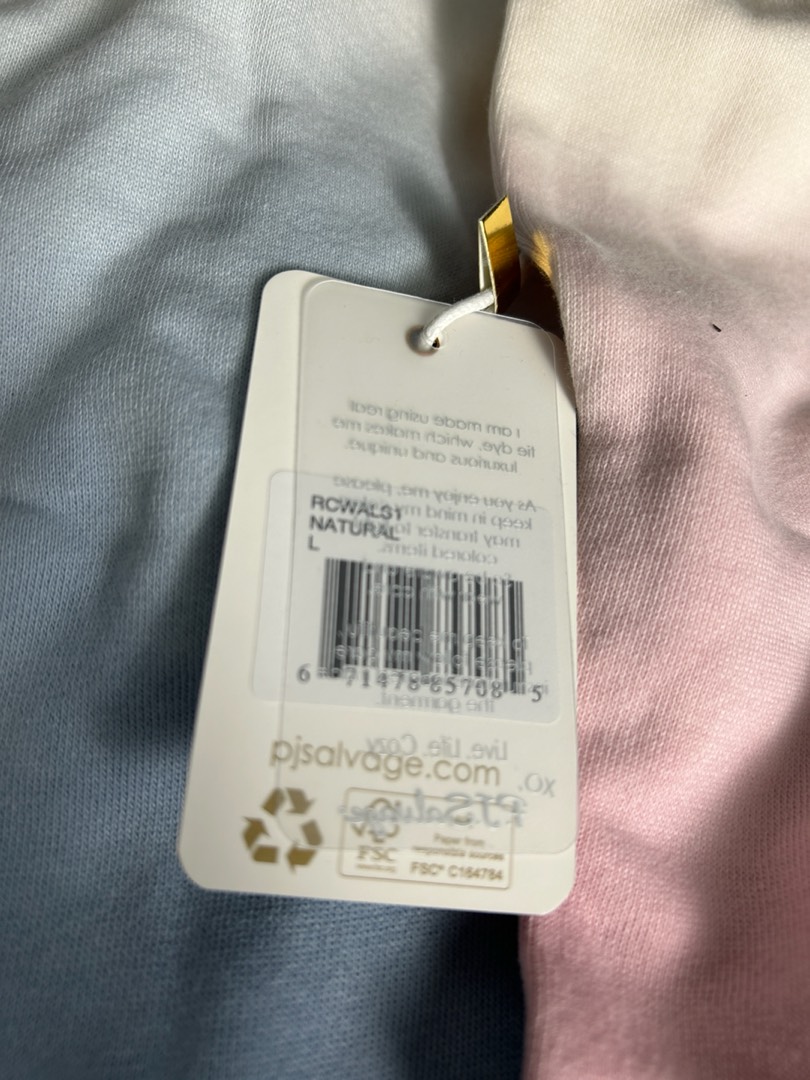 I am made using real
tie dye, which makes me
luxurious and unique.
As you enjoy me, please
keep in mind my
may transfer to
colored items.
RCWALS1
NATURAL
L
6 71478 85708 5
the garment.
Live. Life. Cozy
XO,
PJSalvage
pjsalvage.com
FSC
Paper from
responsible sources
FSC® C164784